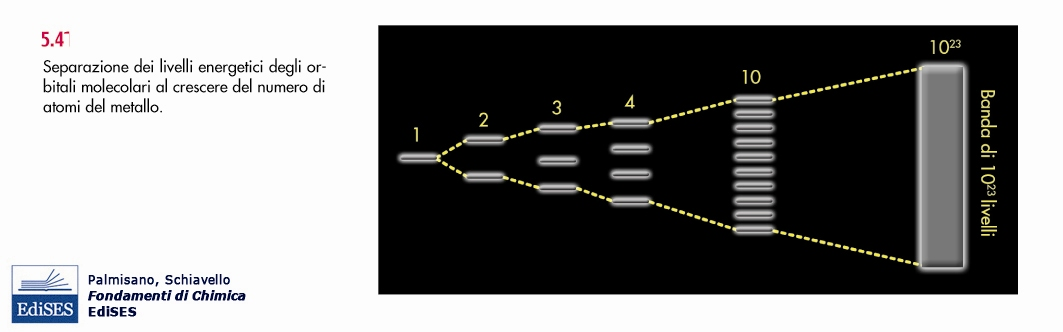 5.4
Separazione dei livelli energetici degli or-
bitali molecolari al crescere del numero di
atomi del metallo.
1
2
3
4
10
10²³
Banda di 10²³ livelli
EdiSES
Palmisano, Schiavello
Fondamenti di Chimica
EdiSES